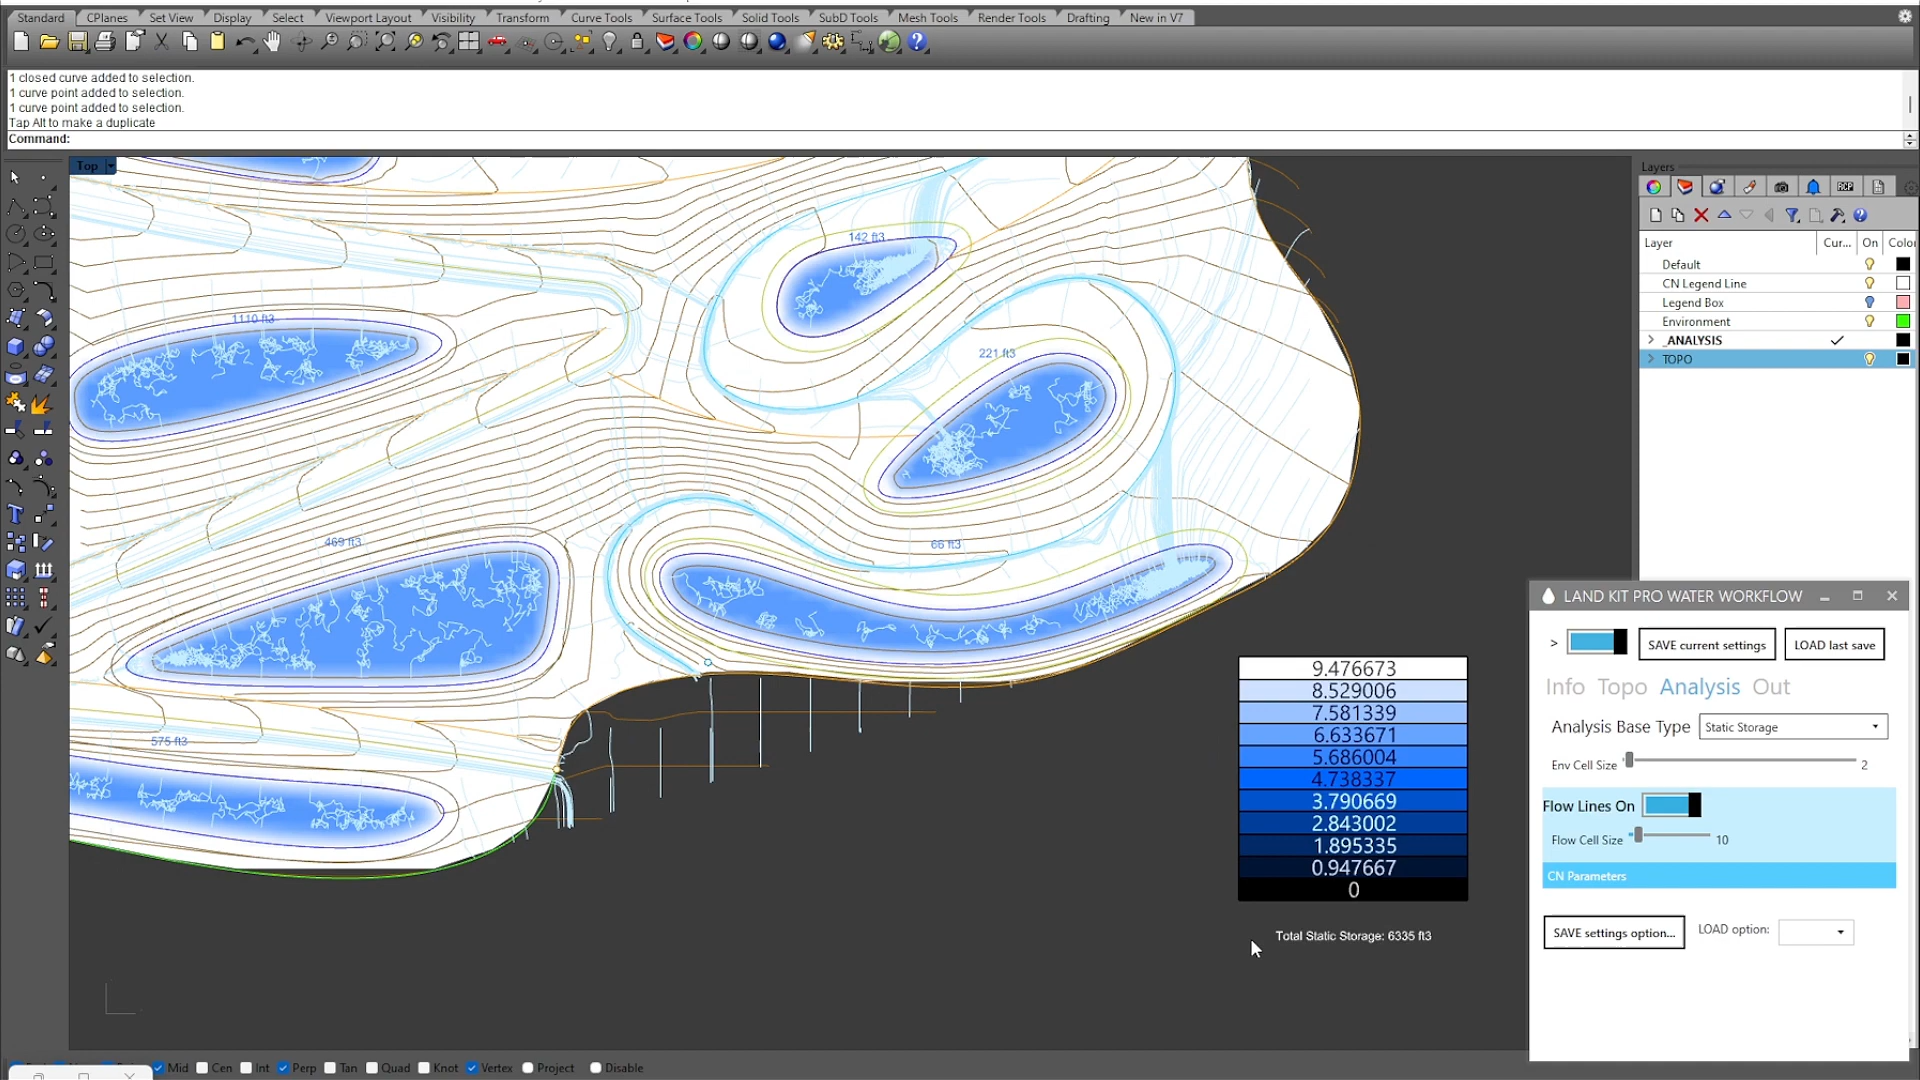 Standard CPlanes Set View Display Select Viewport Layout Visibility Transform Curve Tools Surface Tools Solid Tools SubD Tools Mesh Tools Render Tools Drafting New in V7
1 closed curve added to selection.
1 curve point added to selection.
1 curve point added to selection.
Tap Alt to make a duplicate
Command:
Top
Layers
Layer Cur... On Color
Default
CN Legend Line
Legend Box
Environment
_ANALYSIS
TOPO
142 ft3
1110 ft3
221 ft3
469 ft3
66 ft3
575 ft3
9.476673
8.529006
7.581339
6.633671
5.686004
4.738337
3.790669
2.843002
1.895335
0.947667
0
Total Static Storage: 6335 ft3
LAND KIT PRO WATER WORKFLOW
> SAVE current settings LOAD last save
Info Topo Analysis Out
Analysis Base Type Static Storage
Env Cell Size 2
Flow Lines On
Flow Cell Size 10
CN Parameters
SAVE settings option... LOAD option:
Mid Cen Int Perp Tan Quad Knot Vertex Project Disable